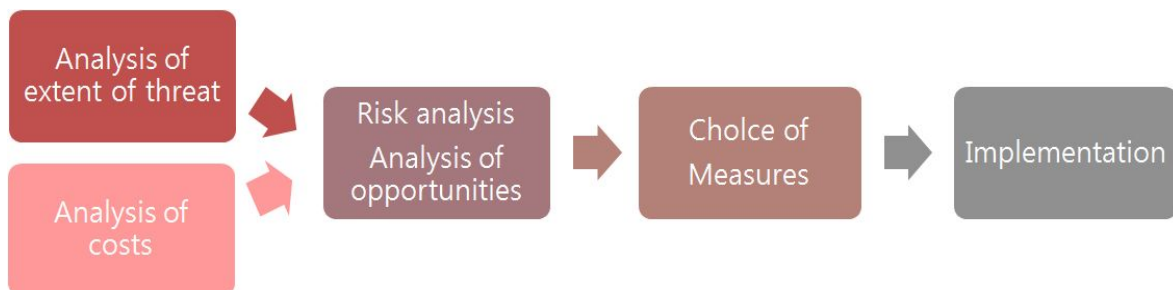 Analysis of
extent of threat
Analysis of
costs
Risk analysis
Analysis of
opportunities
Cholce of
Measures
Implementation